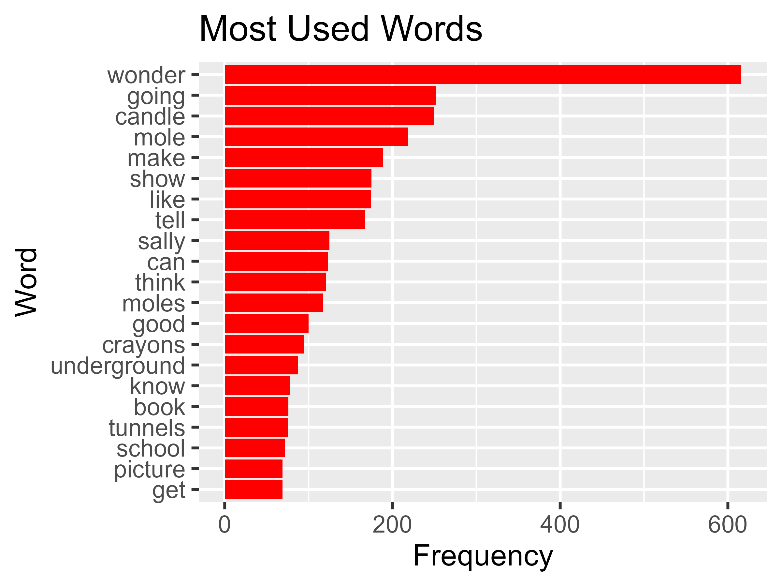 Most Used Words
Word
wonder
going
candle
mole
make
show
like
tell
sally
can
think
moles
good
crayons
underground
know
book
tunnels
school
picture
get
0 200 400 600
Frequency